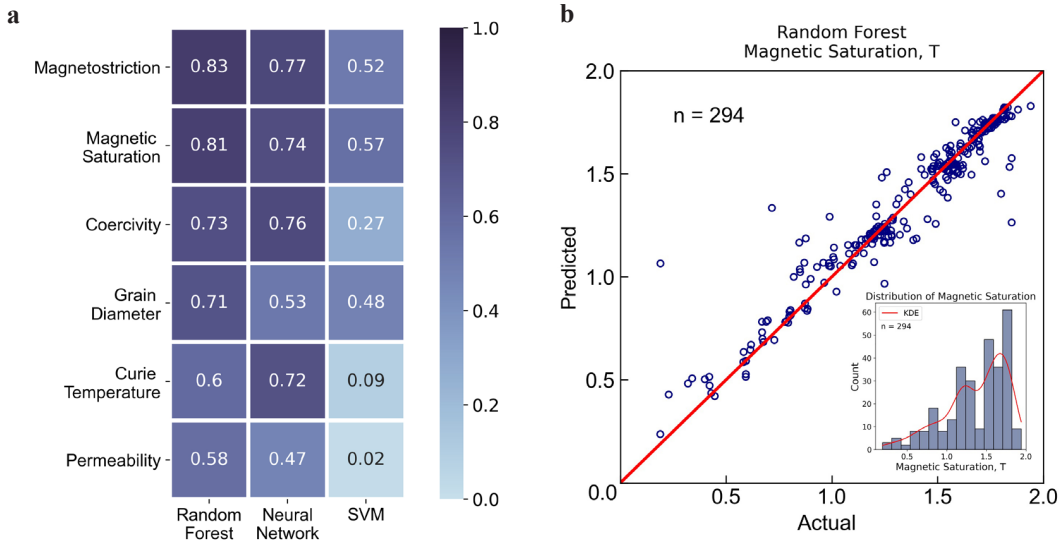 a
Magnetostriction
0.83
0.77
0.52
Magnetic
Saturation
0.81
0.74
0.57
Coercivity
0.73
0.76
0.27
Grain
Diameter
0.71
0.53
0.48
Curie
Temperature
0.6
0.72
0.09
Permeability
0.58
0.47
0.02
Random
Forest
Neural
Network
SVM
1.0
0.8
0.6
0.4
0.2
0.0
b
Random Forest
Magnetic Saturation, T
n = 294
Predicted
2.0
1.5
1.0
0.5
0.0
0.5
1.0
1.5
2.0
Actual
Distribution of Magnetic Saturation
KDE
n = 294
Count
60
50
40
30
20
10
0
0.5
1.0
1.5
2.0
Magnetic Saturation, T